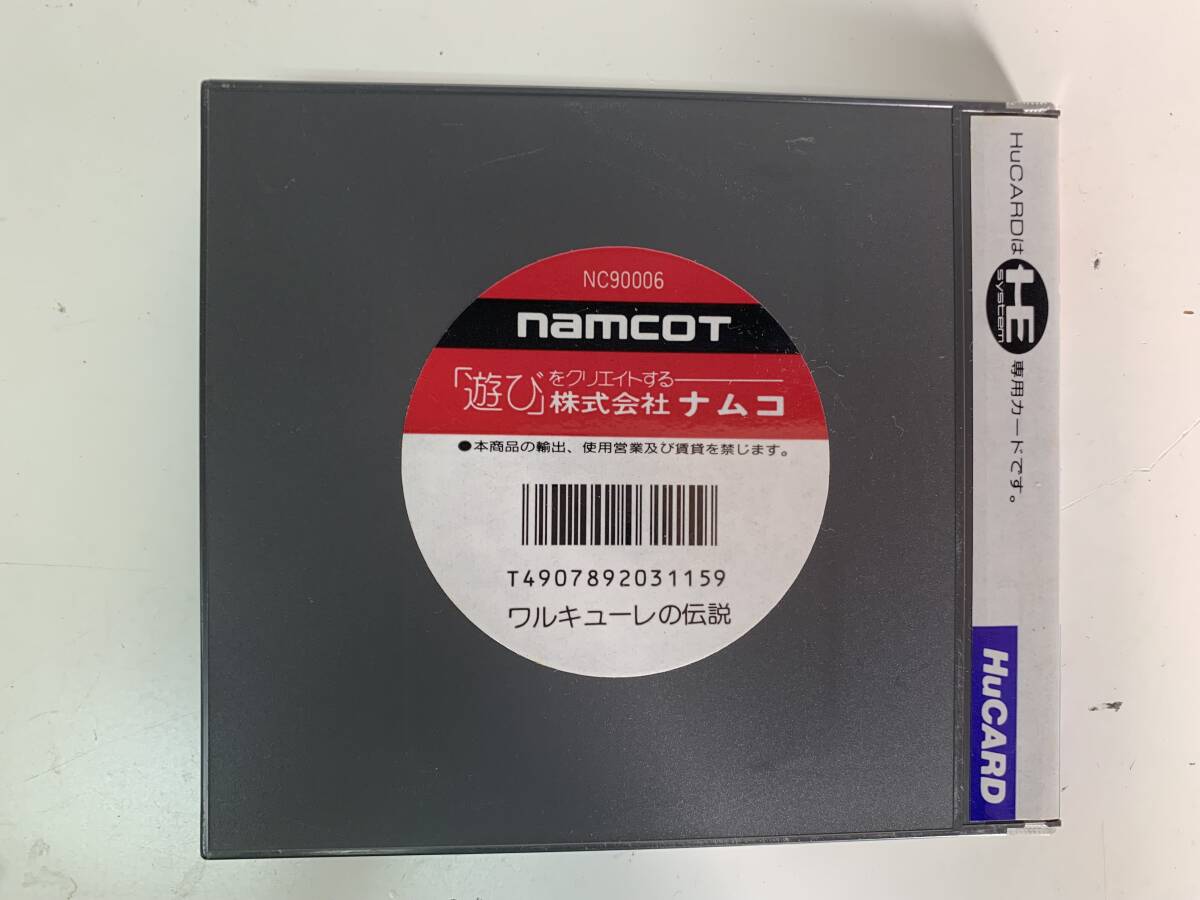 NC90006
namcoT
「遊び」をクリエイトする
株式会社 ナムコ
●本商品の輸出、使用営業及び賃貸を禁じます。
T4907892031159
ワルキューレの伝説
HuCARDは HE system 専用カードです。
HuCARD